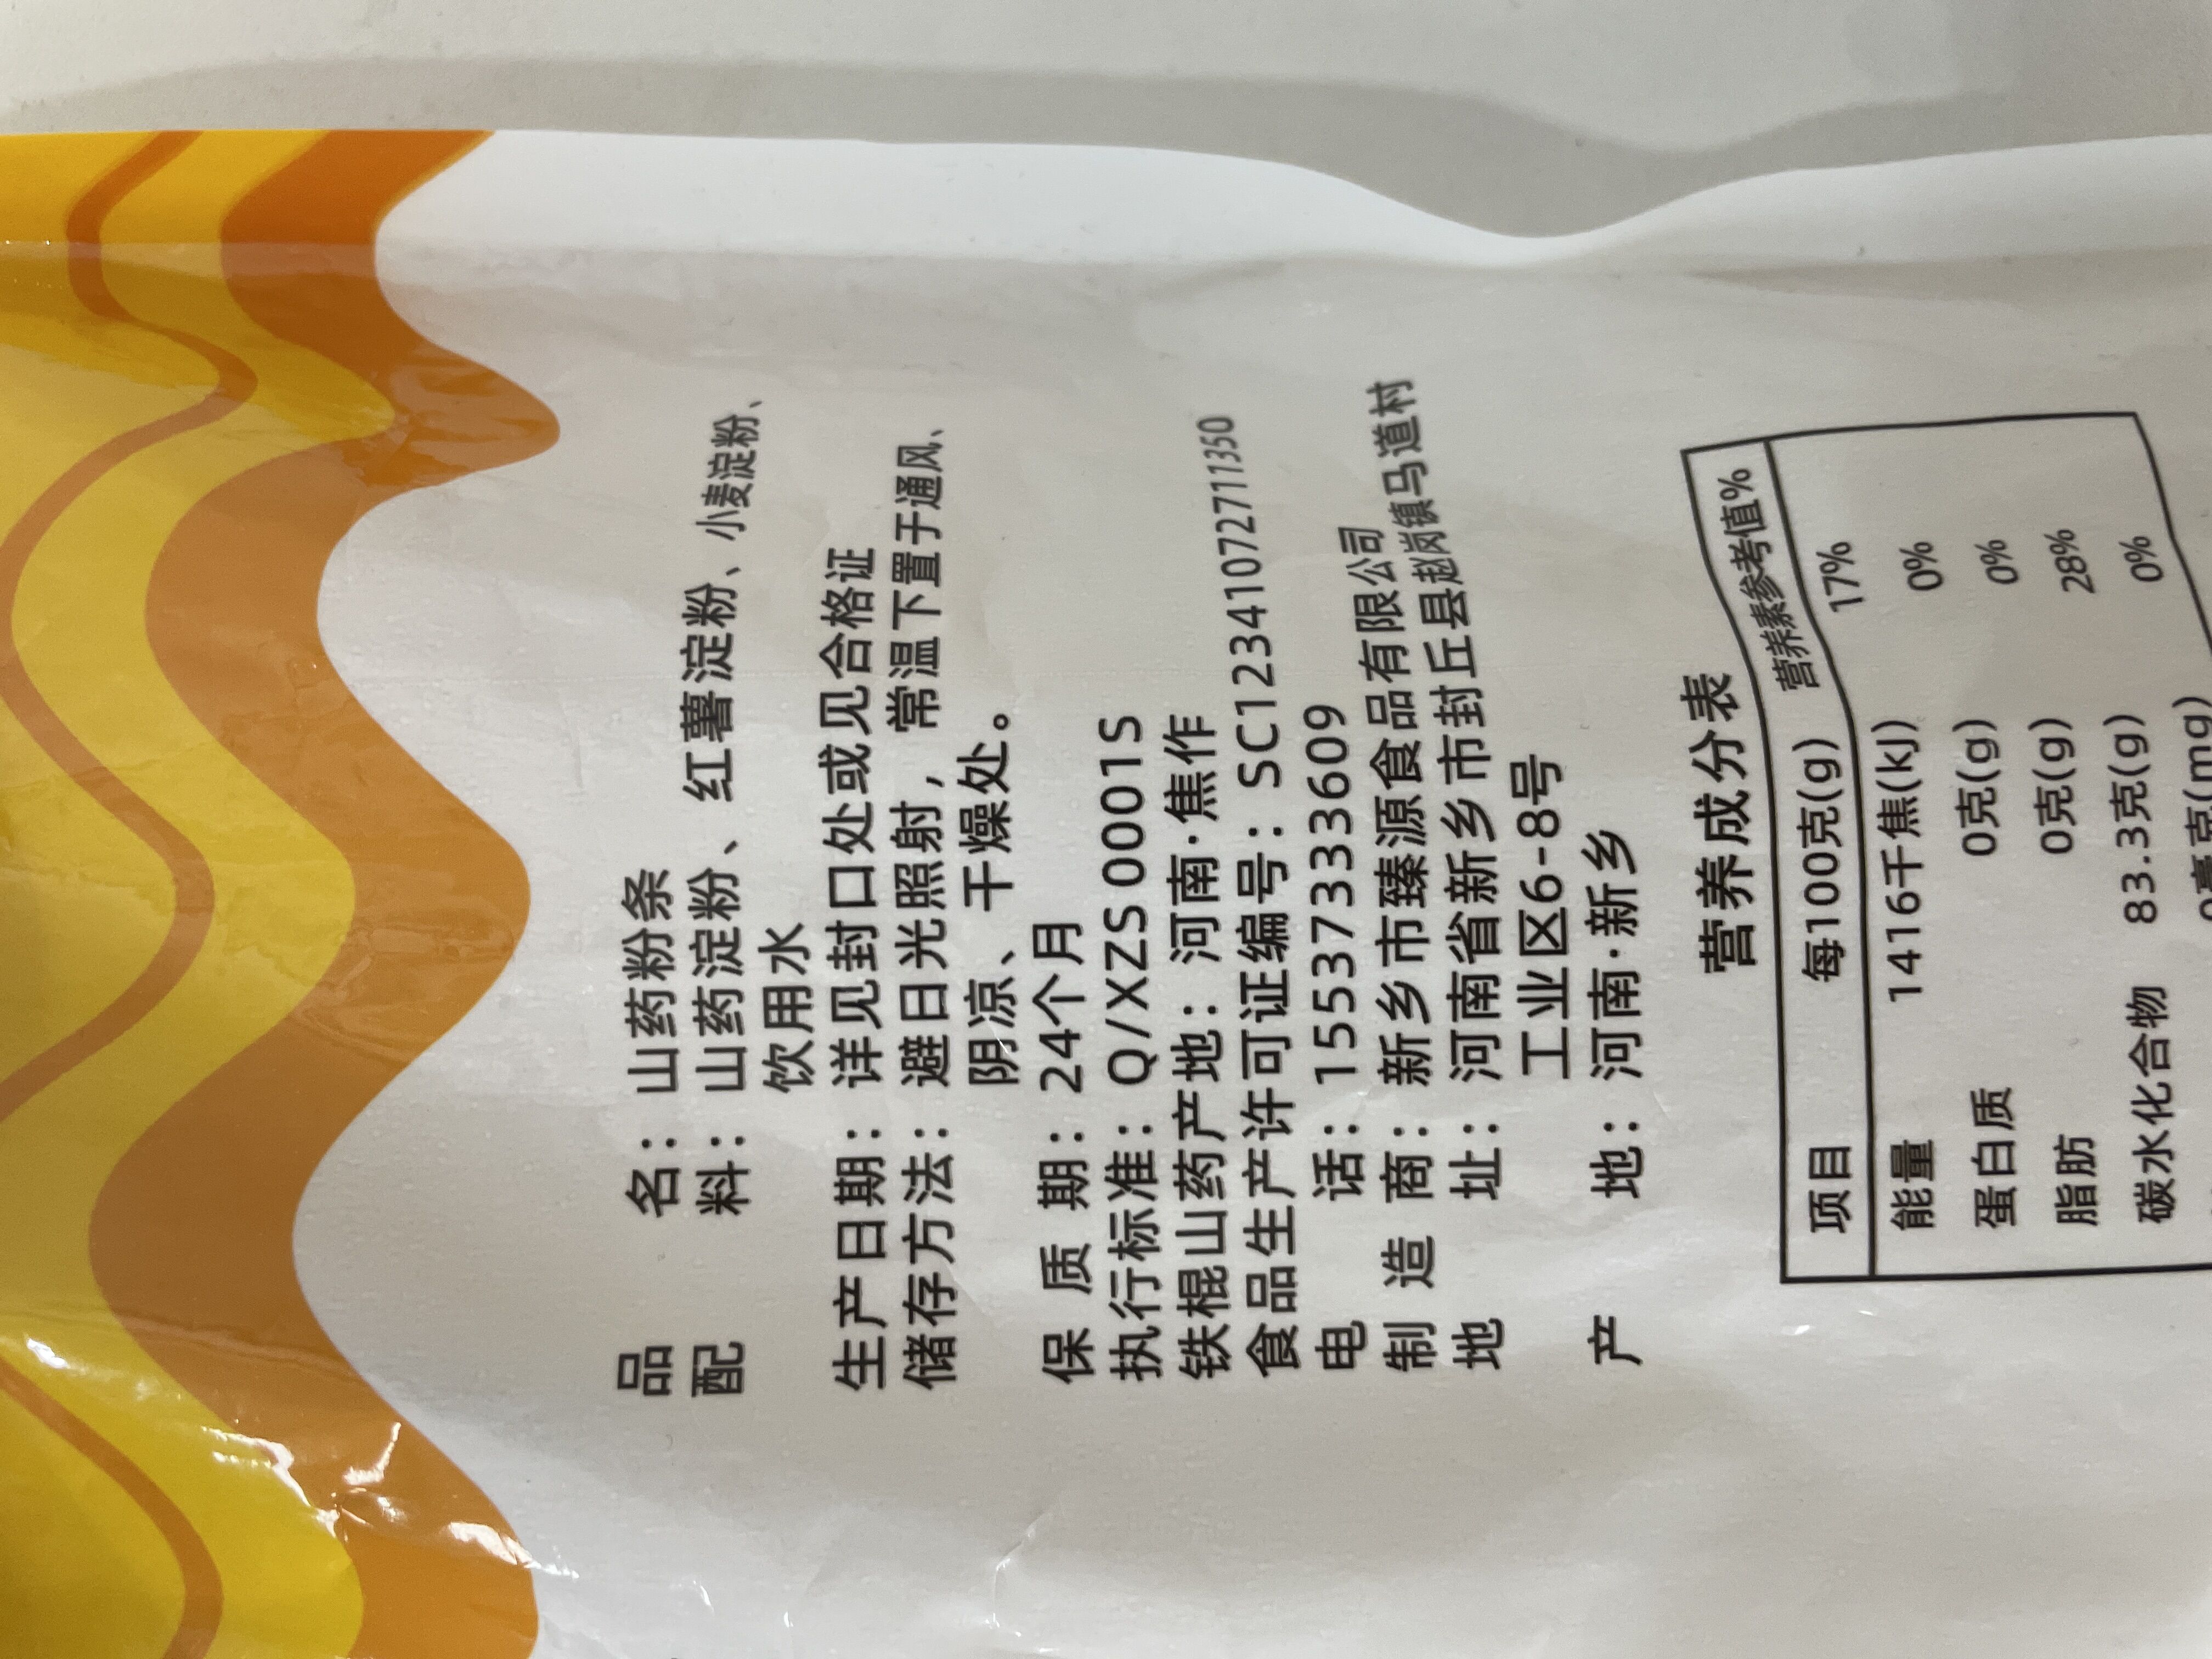 品名：山药粉条
配料：山药淀粉、红薯淀粉、小麦淀粉、
饮用水
生产日期：详见封口处或见合格证
储存方法：避日光照射，常温下置于通风、
阴凉、干燥处。
保质期：24个月
执行标准：Q/XZS0001S
铁棍山药产地：河南·焦作
食品生产许可证编号：SC12341072711350
电话：15537333609
制造商：新乡市臻源食品有限公司
地址：河南省新乡市封丘县赵岗镇马道村
工业区6-8号
产地：河南·新乡
营养成分表
项目 每100克(g) 营养素参考值%
能量 1416千焦(kJ) 17%
蛋白质 0克(g) 0%
脂肪 0克(g) 0%
碳水化合物 83.3克(g) 28%
0毫克(mg) 0%